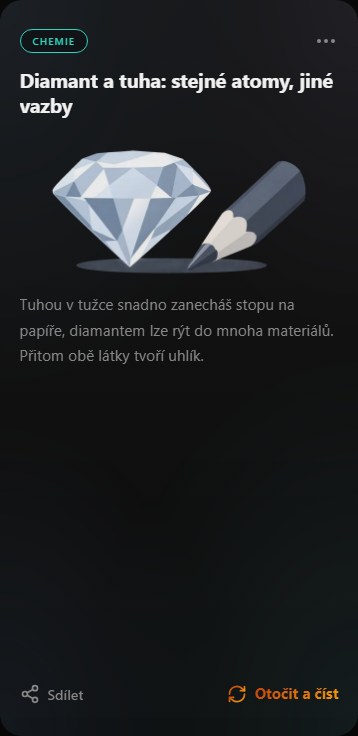 CHEMIE
Diamant a tuha: stejné atomy, jiné
vazby
Tuhou v tužce snadno zanecháš stopu na
papíře, diamantem lze rýt do mnoha materiálů.
Přitom obě látky tvoří uhlík.
Sdílet
Otočit a číst